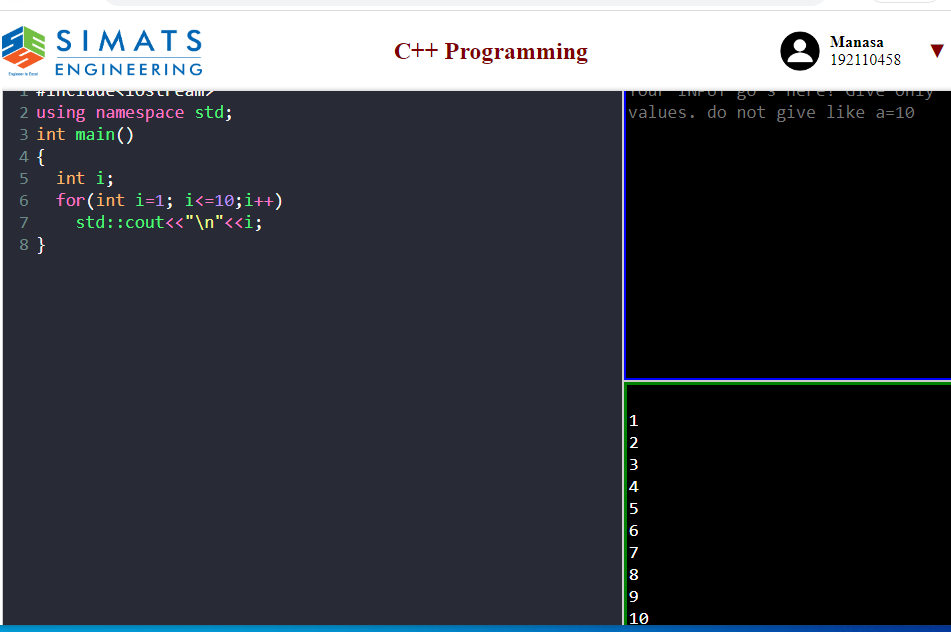 SIMATS
ENGINEERING
Engineer to Excel
C++ Programming
Manasa
192110458
1 #include<iostream>
2 using namespace std;
3 int main()
4 {
5   int i;
6   for(int i=1; i<=10;i++)
7     std::cout<<"\n"<<i;
8 }
Your INPUT go's here! Give only
values. do not give like a=10
1
2
3
4
5
6
7
8
9
10